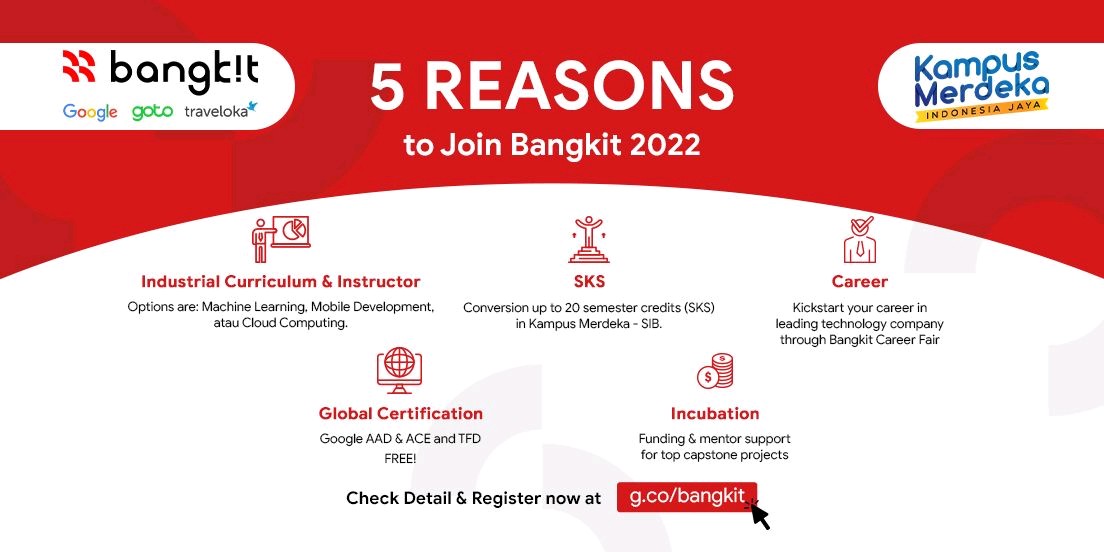 bangk!t
Google goto traveloka
5 REASONS
to Join Bangkit 2022
Kampus
Merdeka
INDONESIA JAYA
Industrial Curriculum & Instructor
Options are: Machine Learning, Mobile Development,
atau Cloud Computing.
SKS
Conversion up to 20 semester credits (SKS)
in Kampus Merdeka - SIB.
Career
Kickstart your career in
leading technology company
through Bangkit Career Fair
Global Certification
Google AAD & ACE and TFD
FREE!
Incubation
Funding & mentor support
for top capstone projects
Check Detail & Register now at g.co/bangkit